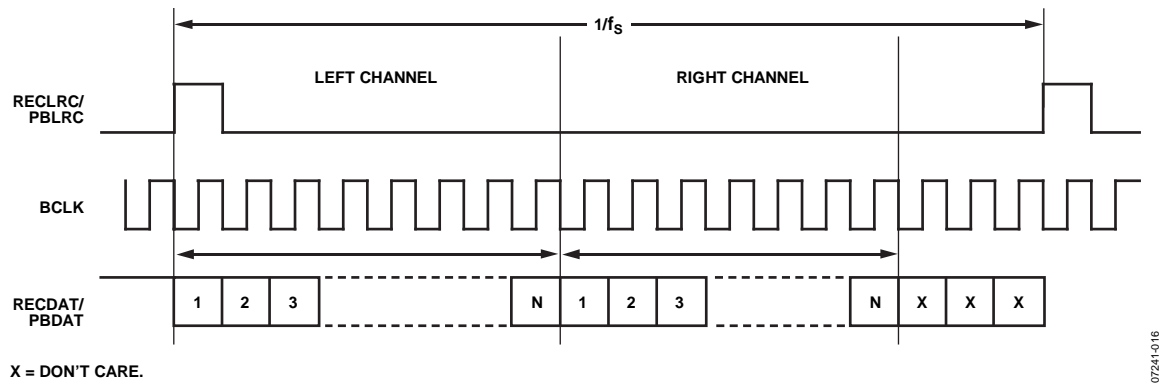 1/fS
LEFT CHANNEL
RIGHT CHANNEL
RECLRC/
PBLRC
BCLK
RECDAT/
PBDAT
1 2 3 N 1 2 3 N X X X
X = DON'T CARE.
07241-016